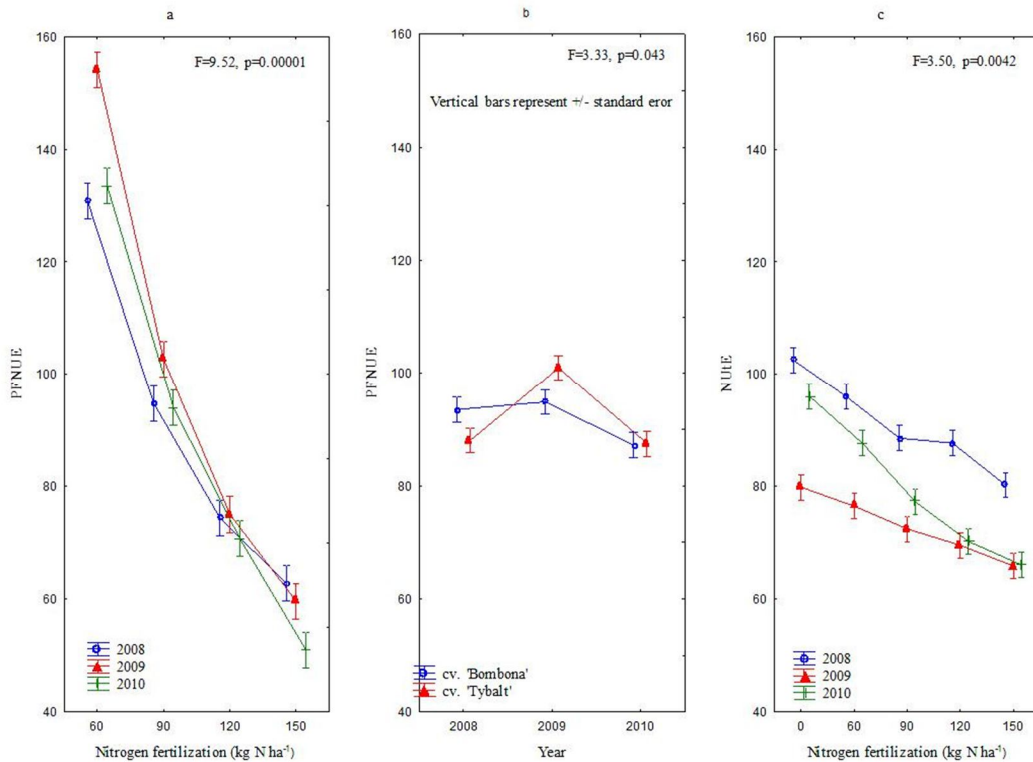 a
160
140
120
100
80
60
40
PFNUE
F=9.52, p=0.00001
2008
2009
2010
60 90 120 150
Nitrogen fertilization (kg N ha⁻¹)
b
160
140
120
100
80
60
40
PFNUE
F=3.33, p=0.043
Vertical bars represent +/- standard eror
cv. 'Bombona'
cv. 'Tybalt'
2008 2009 2010
Year
c
160
140
120
100
80
60
40
NUtE
F=3.50, p=0.0042
2008
2009
2010
0 60 90 120 150
Nitrogen fertilization (kg N ha⁻¹)